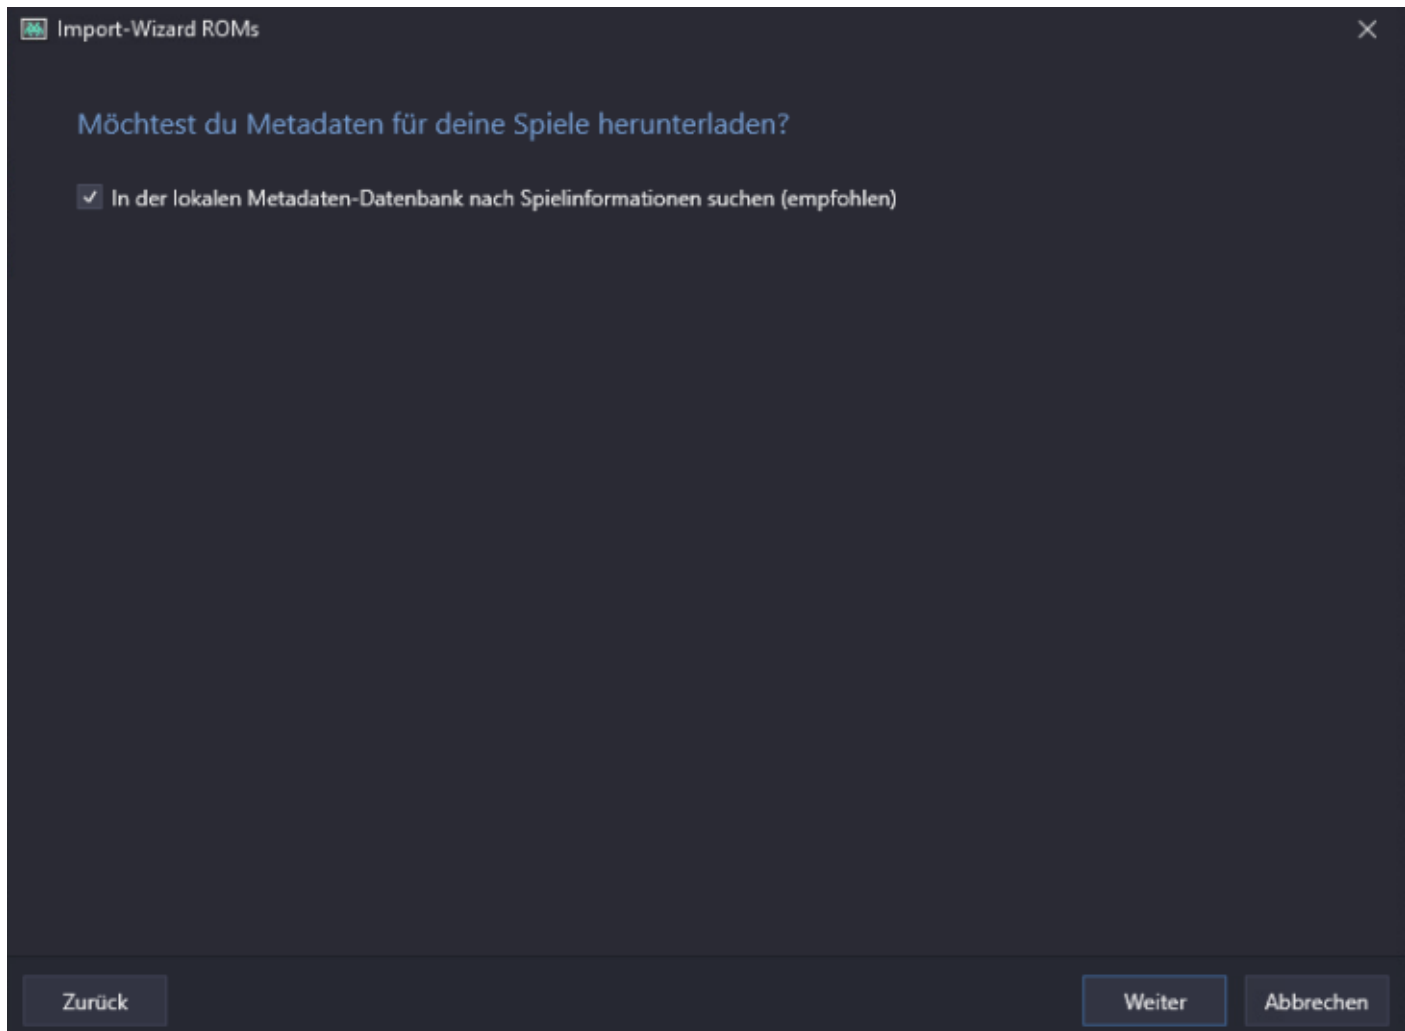 Import-Wizard ROMs
Möchtest du Metadaten für deine Spiele herunterladen?
In der lokalen Metadaten-Datenbank nach Spielinformationen suchen (empfohlen)
Zurück
Weiter
Abbrechen